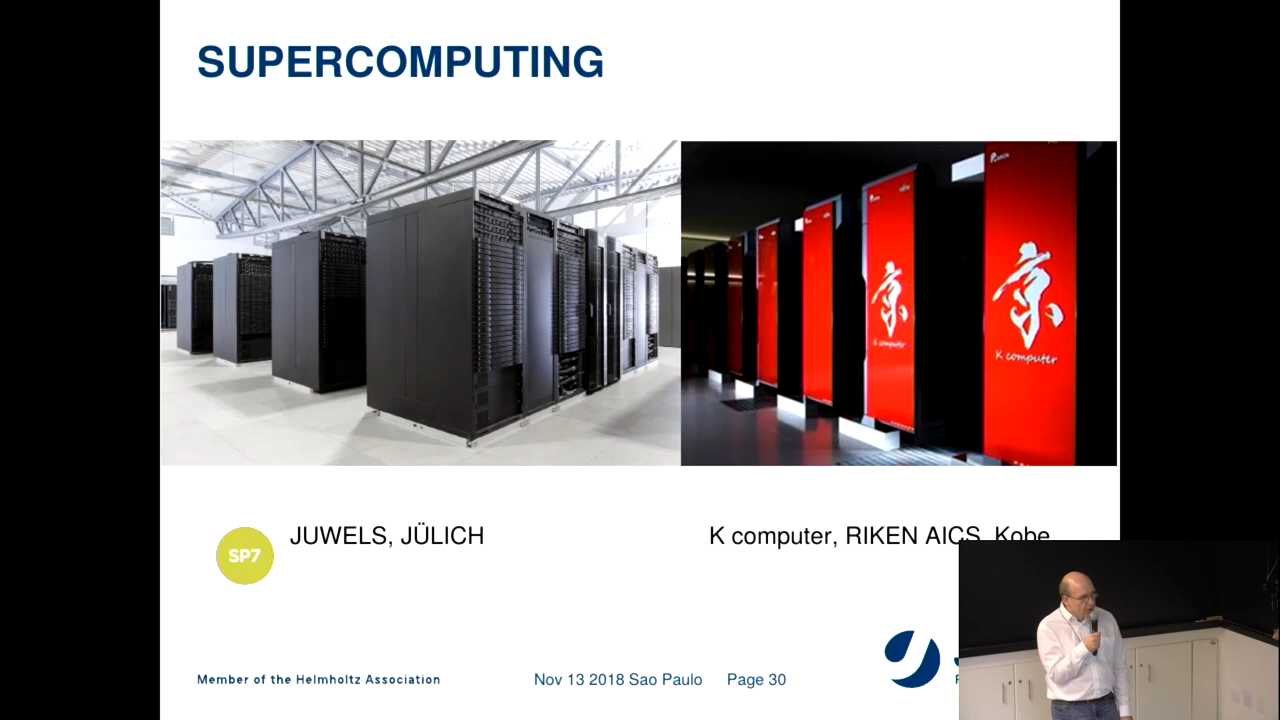 SUPERCOMPUTING
京
K computer
京
K computer
SP7
JUWELS, JÜLICH
K computer, RIKEN AICS, Kobe
Member of the Helmholtz Association
Nov 13 2018 Sao Paulo
Page 30